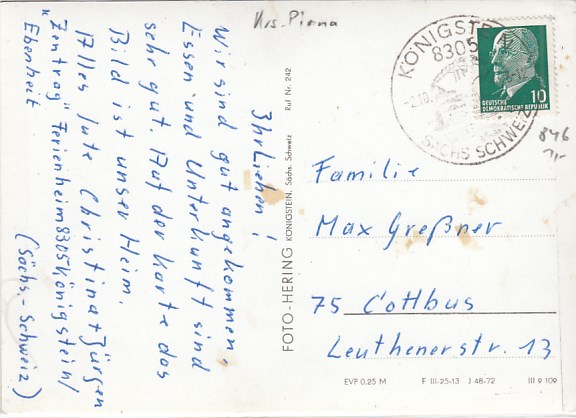 Krs. Pirna
Ihr Lieben!
Wir sind gut angekommen.
Essen und Unterkunft sind
sehr gut. Auf der Karte das
Bild ist unser Heim.
Alles Gute Christina + Jürgen
"Zentrag" Ferienheim 8305 Königstein/
Ebenheit (Sächs.-Schweiz)
FOTO-HERING KÖNIGSTEIN, Sächs. Schweiz Ruf Nr. 242
KÖNIGSTEIN
8305
SÄCHS SCHWEIZ
10
DEUTSCHE
DEMOKRATISCHE REPUBLIK
846
1,-
Familie
Max Greßner
75 Cottbus
Leuthenerstr. 13
EVP 0.25 M F III-25-13 J 48-72 III 9 109